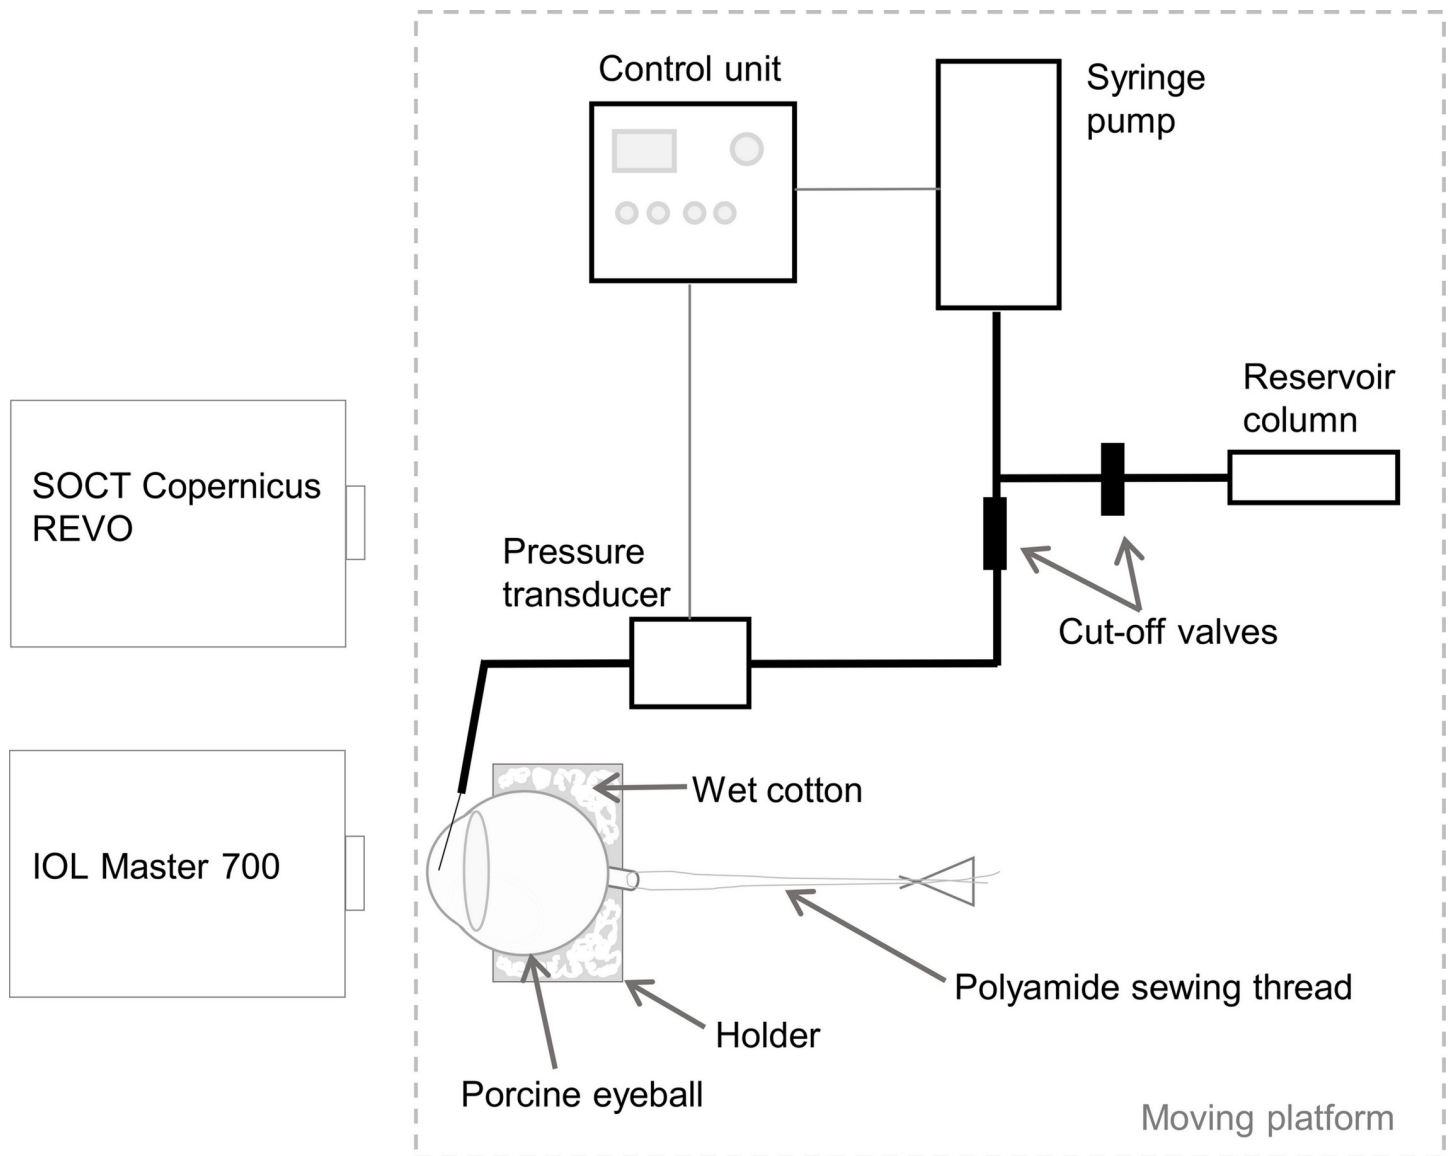 Control unit
Syringe
pump
Reservoir
column
SOCT Copernicus
REVO
Pressure
transducer
Cut-off valves
Wet cotton
IOL Master 700
Polyamide sewing thread
Holder
Porcine eyeball
Moving platform